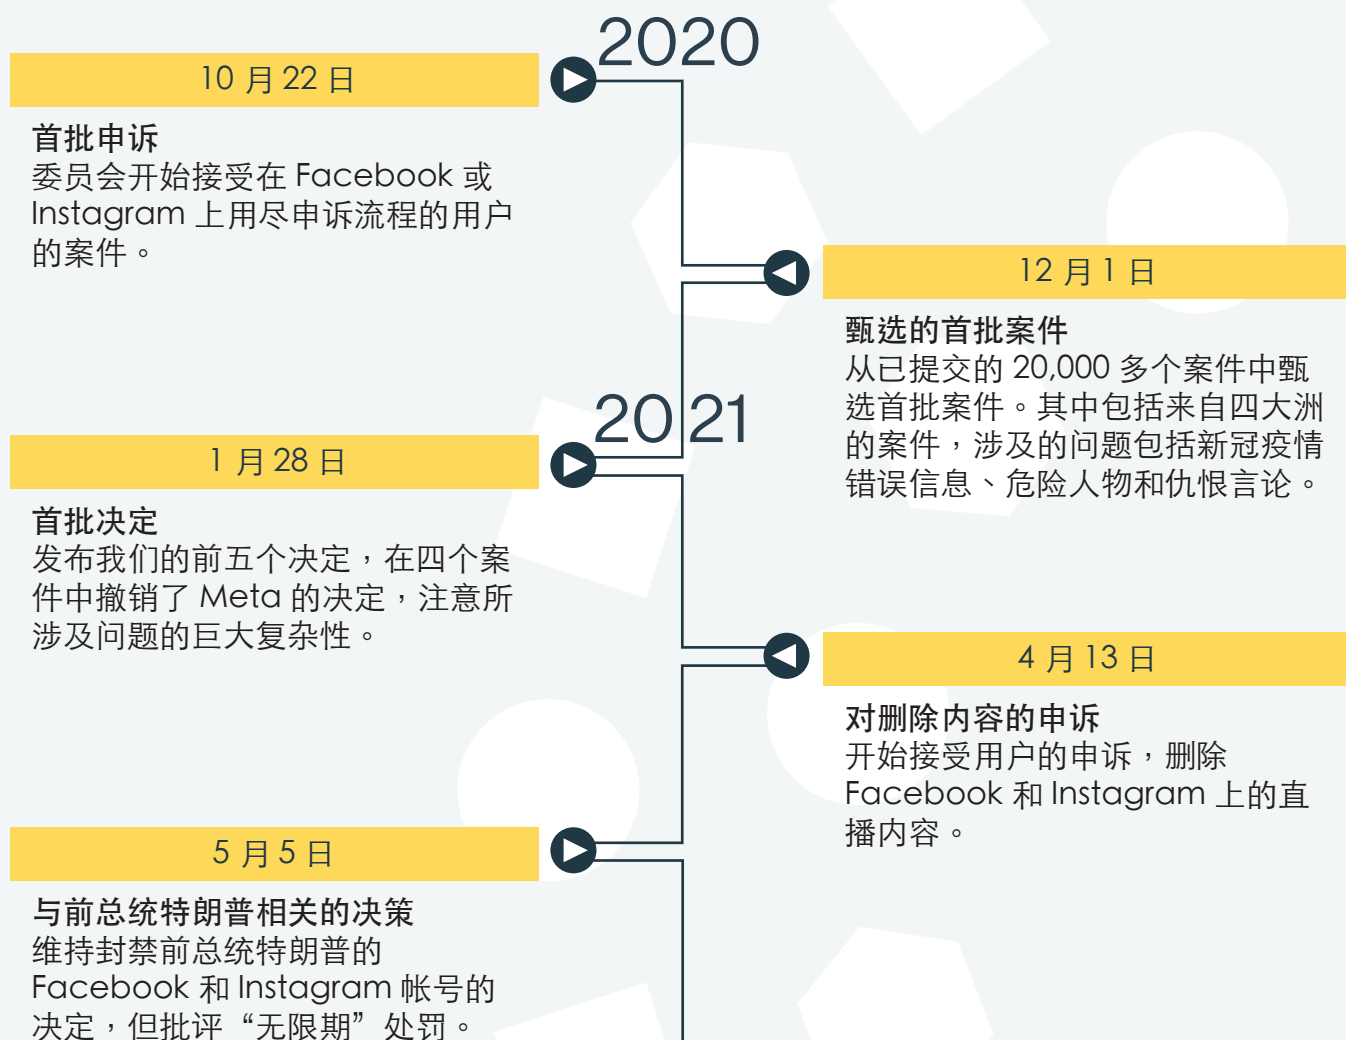 2020
10 月 22 日
首批申诉
委员会开始接受在 Facebook 或
Instagram 上用尽申诉流程的用户
的案件。
12 月 1 日
甄选的首批案件
从已提交的 20,000 多个案件中甄
选首批案件。其中包括来自四大洲
的案件，涉及的问题包括新冠疫情
错误信息、危险人物和仇恨言论。
2021
1 月 28 日
首批决定
发布我们的前五个决定，在四个案
件中撤销了 Meta 的决定，注意所
涉及问题的巨大复杂性。
4 月 13 日
对删除内容的申诉
开始接受用户的申诉，删除
Facebook 和 Instagram 上的直
播内容。
5 月 5 日
与前总统特朗普相关的决策
维持封禁前总统特朗普的
Facebook 和 Instagram 帐号的
决定，但批评“无限期”处罚。